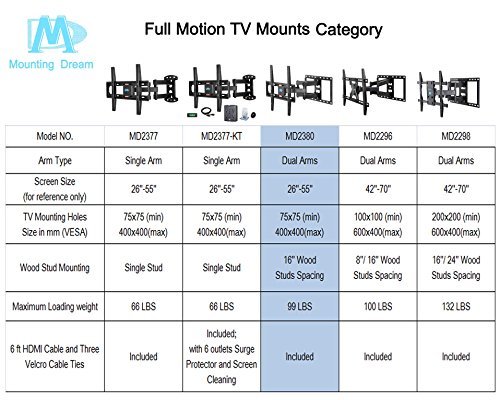 Full Motion TV Mounts Category
MD
Mounting Dream
Model NO. MD2377 MD2377-KT MD2380 MD2296 MD2298
Arm Type Single Arm Single Arm Dual Arms Dual Arms Dual Arms
Screen Size
(for reference only) 26"-55" 26"-55" 26"-55" 42"-70" 42"-70"
TV Mounting Holes 75x75 (min) 75x75 (min) 75x75 (min) 100x100 (min) 200x200 (min)
Size in mm (VESA) 400x400(max) 400x400(max) 400x400(max) 600x400(max) 600x400(max)
Wood Stud Mounting Single Stud Single Stud 16" Wood Studs Spacing 8"/ 16" Wood Studs Spacing 16"/ 24" Wood Studs Spacing
Maximum Loading weight 66 LBS 66 LBS 99 LBS 100 LBS 132 LBS
6 ft HDMI Cable and Three
Velcro Cable Ties Included Included;
with 6 outlets Surge
Protector and Screen
Cleaning Included Included Included